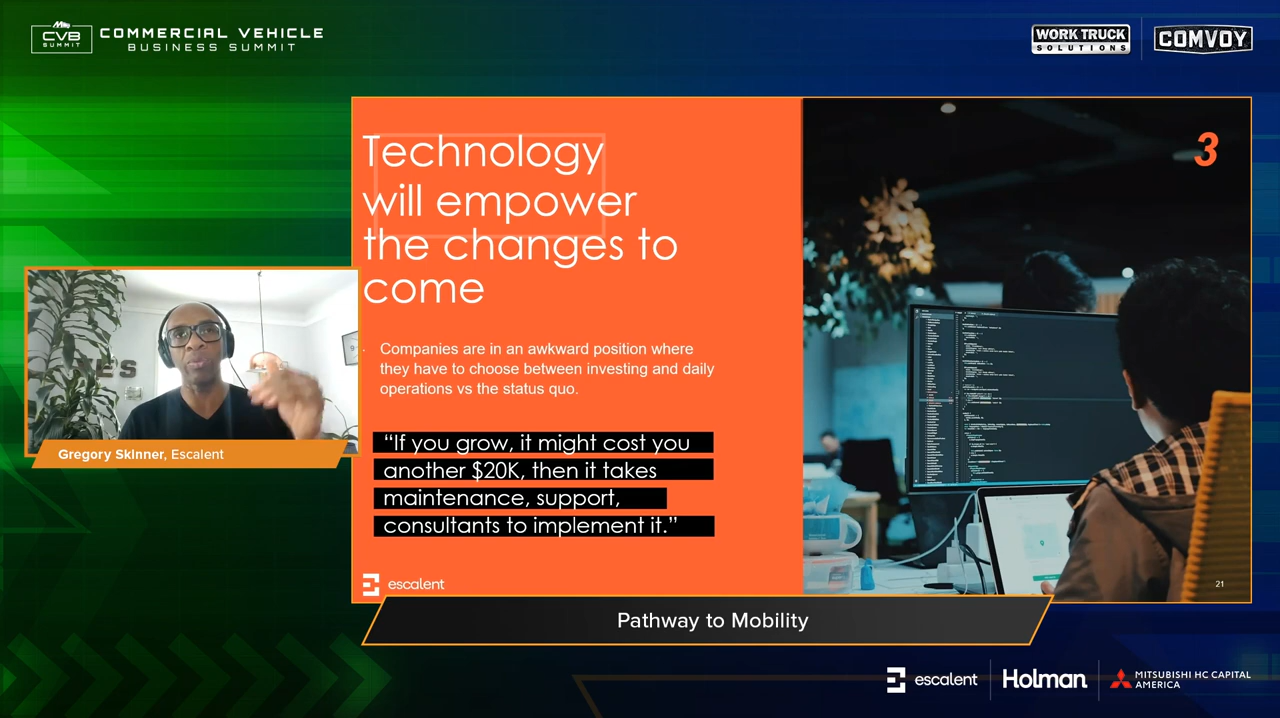 CVB
SUMMIT
COMMERCIAL VEHICLE
BUSINESS SUMMIT
WORK TRUCK
SOLUTIONS
COMVOY
Technology
will empower
the changes to
come
3
Companies are in an awkward position where
they have to choose between investing and daily
operations vs the status quo.
“If you grow, it might cost you
another $20K, then it takes
maintenance, support,
consultants to implement it.”
escalent
21
Gregory Skinner, Escalent
Pathway to Mobility
escalent
Holman
MITSUBISHI HC CAPITAL
AMERICA